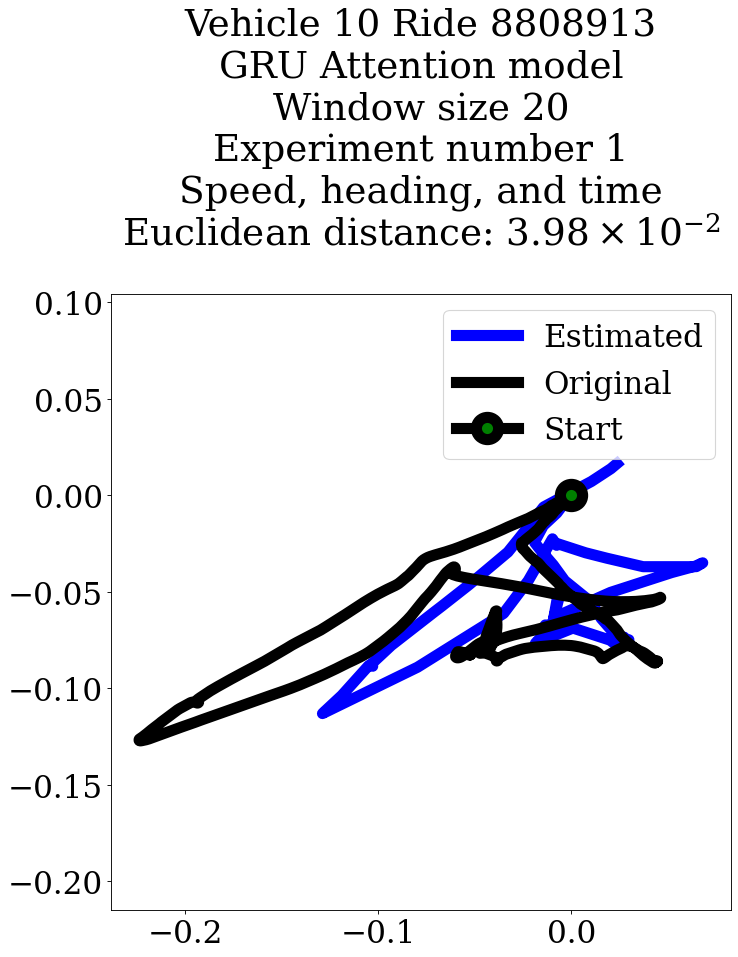 Vehicle 10 Ride 8808913
GRU Attention model
Window size 20
Experiment number 1
Speed, heading, and time
Euclidean distance: 3.98 × 10⁻²
0.10
0.05
0.00
−0.05
−0.10
−0.15
−0.20
Estimated
Original
Start
−0.2
−0.1
0.0